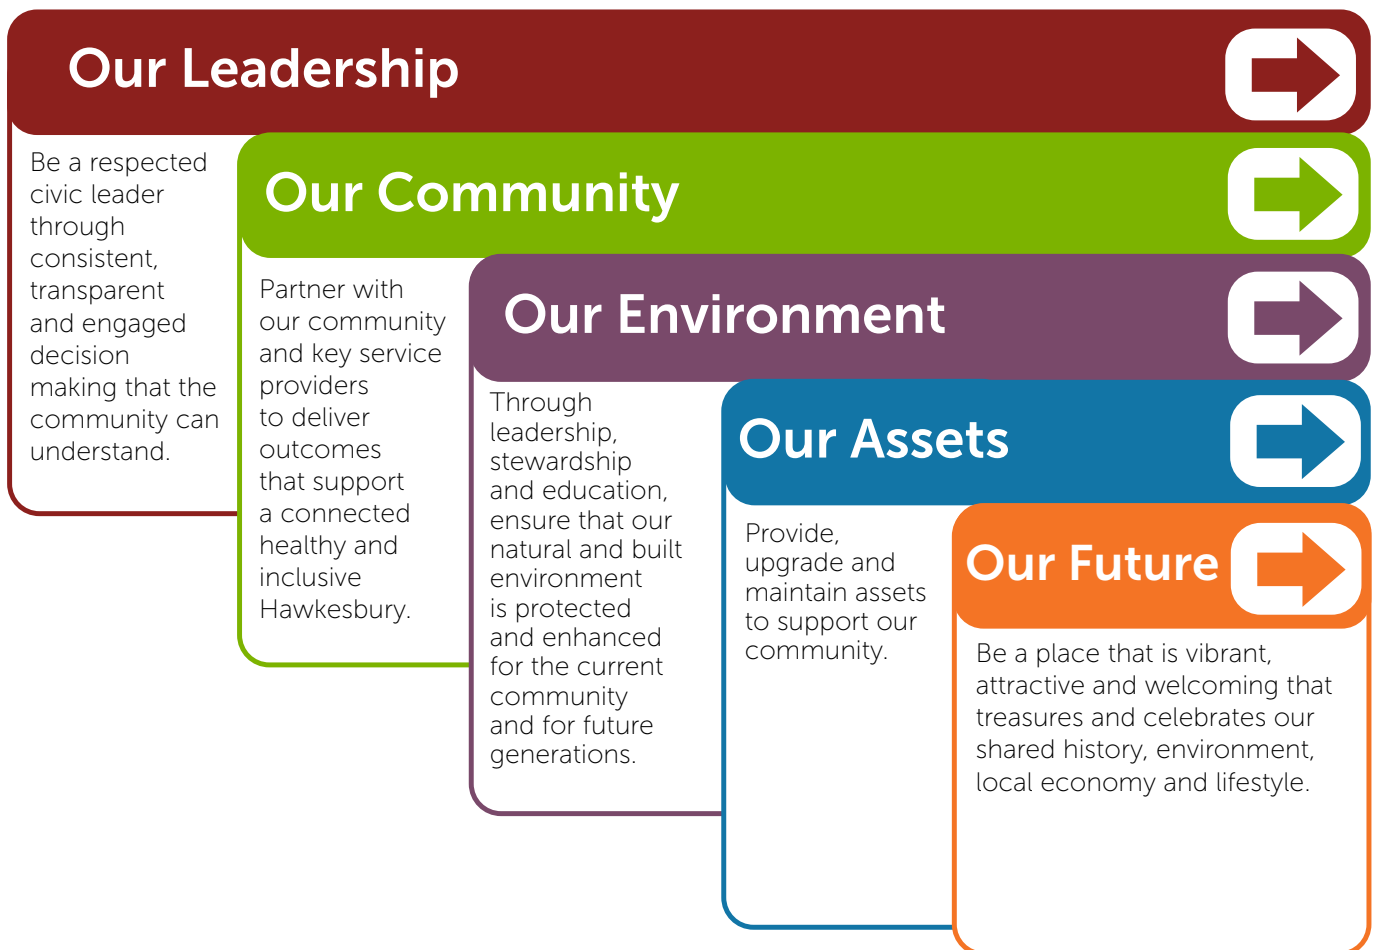 Our Leadership
Be a respected
civic leader
through
consistent,
transparent
and engaged
decision
making that the
community can
understand.
Our Community
Partner with
our community
and key service
providers
to deliver
outcomes
that support
a connected
healthy and
inclusive
Hawkesbury.
Our Environment
Through
leadership,
stewardship
and education,
ensure that our
natural and built
environment
is protected
and enhanced
for the current
community
and for future
generations.
Our Assets
Provide,
upgrade and
maintain assets
to support our
community.
Our Future
Be a place that is vibrant,
attractive and welcoming that
treasures and celebrates our
shared history, environment,
local economy and lifestyle.